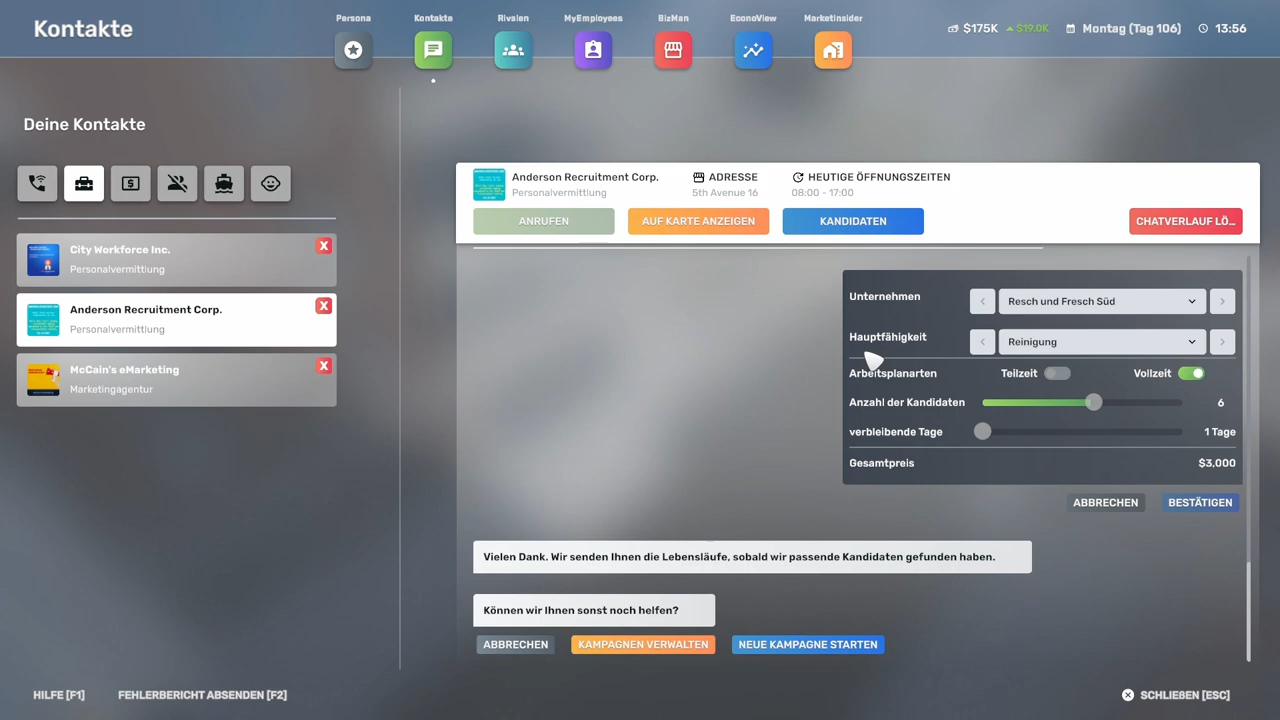 Kontakte
Persona
Kontakte
Rivalen
MyEmployees
BizMan
EconoView
Marketinsider
$175K
$19.0K
Montag (Tag 106)
13:56
Deine Kontakte
City Workforce Inc.
Personalvermittlung
X
Anderson Recruitment Corp.
Personalvermittlung
X
McCain's eMarketing
Marketingagentur
X
Anderson Recruitment Corp.
Personalvermittlung
ADRESSE
5th Avenue 16
HEUTIGE ÖFFNUNGSZEITEN
08:00 - 17:00
ANRUFEN
AUF KARTE ANZEIGEN
KANDIDATEN
CHATVERLAUF LÖ...
Unternehmen
Resch und Fresch Süd
Hauptfähigkeit
Reinigung
Arbeitsplanarten
Teilzeit
Vollzeit
Anzahl der Kandidaten
6
verbleibende Tage
1 Tage
Gesamtpreis
$3,000
ABBRECHEN
BESTÄTIGEN
Vielen Dank. Wir senden Ihnen die Lebensläufe, sobald wir passende Kandidaten gefunden haben.
Können wir Ihnen sonst noch helfen?
ABBRECHEN
KAMPAGNEN VERWALTEN
NEUE KAMPAGNE STARTEN
HILFE [F1]
FEHLERBERICHT ABSENDEN [F2]
SCHLIEẞEN [ESC]